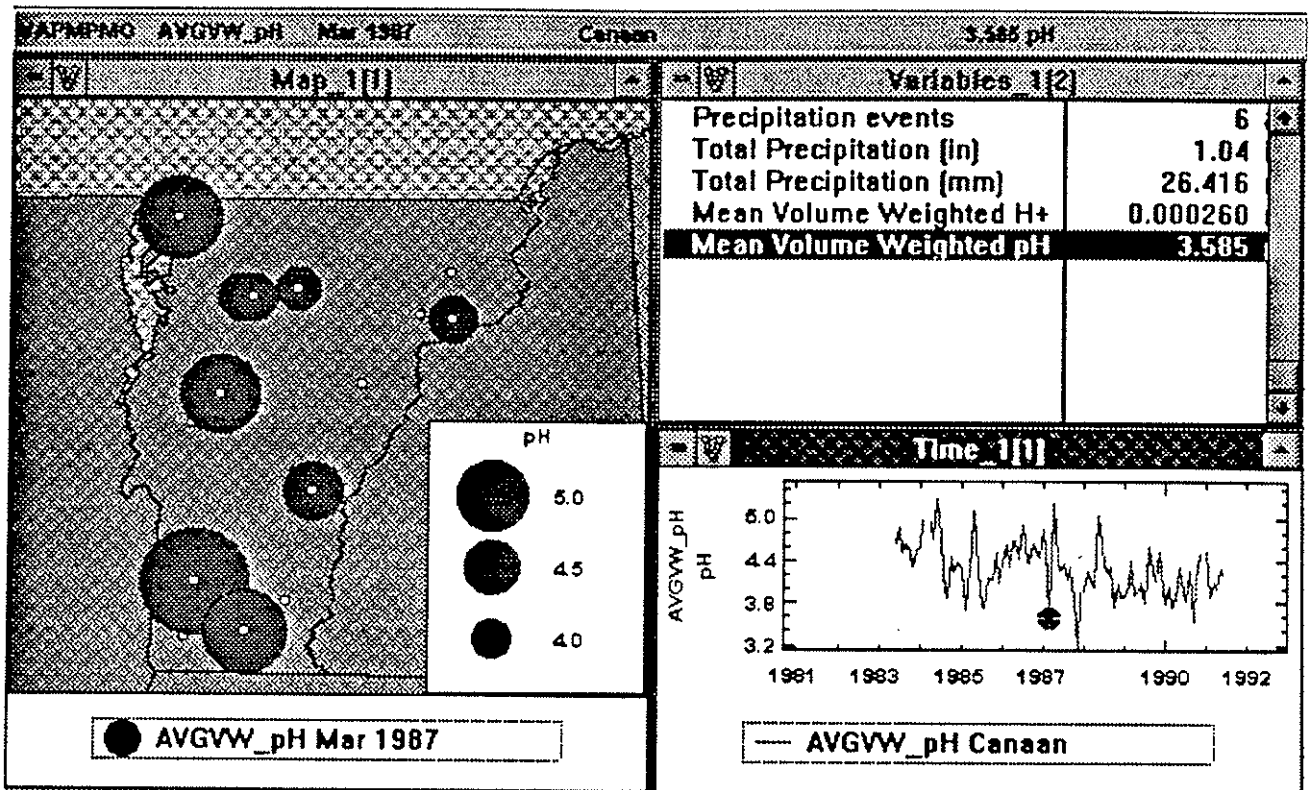 VAPMPMO AVGVW_pH Mar 1987 Canaan 3.585 pH
Map_1[1]
pH
5.0
4.5
4.0
AVGVW_pH Mar 1987
Variables_1[2]
Precipitation events 6
Total Precipitation (in) 1.04
Total Precipitation (mm) 26.416
Mean Volume Weighted H+ 0.000260
Mean Volume Weighted pH 3.585
Time_1[1]
AVGVW_pH
pH
5.0
4.4
3.8
3.2
1981 1983 1985 1987 1990 1992
AVGVW_pH Canaan